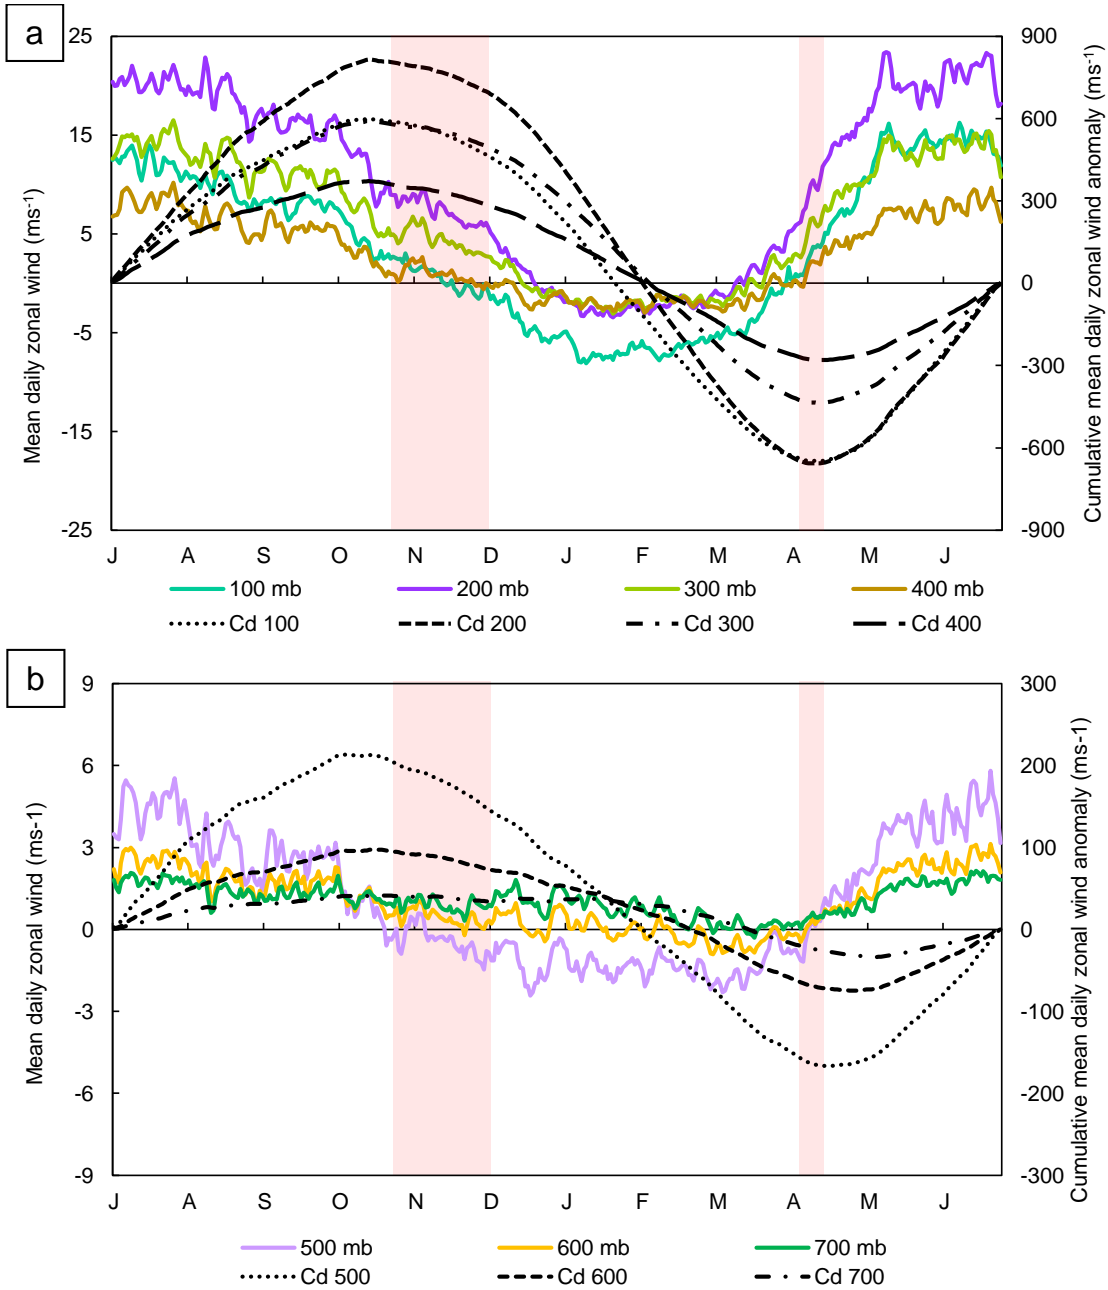 a
25
15
5
-5
-15
-25
Mean daily zonal wind (ms-1)
900
600
300
0
-300
-600
-900
Cumulative mean daily zonal wind anomaly (ms-1)
J A S O N D J F M A M J
100 mb 200 mb 300 mb 400 mb
Cd 100 Cd 200 Cd 300 Cd 400
b
9
6
3
0
-3
-6
-9
Mean daily zonal wind (ms-1)
300
200
100
0
-100
-200
-300
Cumulative mean daily zonal wind anomaly (ms-1)
J A S O N D J F M A M J
500 mb 600 mb 700 mb
Cd 500 Cd 600 Cd 700